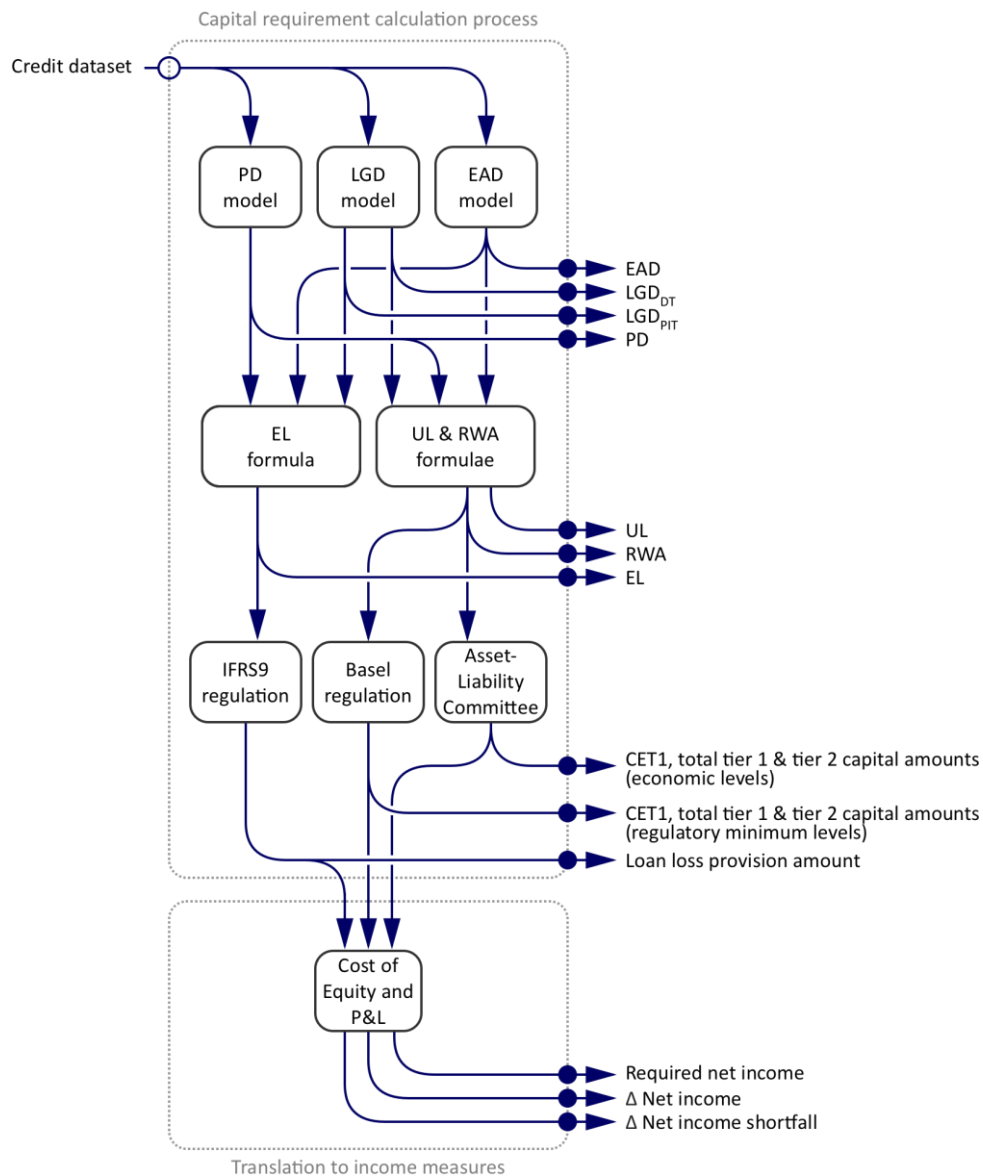 Capital requirement calculation process
Credit dataset
PD
model
LGD
model
EAD
model
EAD
LGD_DT
LGD_PIT
PD
EL
formula
UL & RWA
formulae
UL
RWA
EL
IFRS9
regulation
Basel
regulation
Asset-
Liability
Committee
CET1, total tier 1 & tier 2 capital amounts
(economic levels)
CET1, total tier 1 & tier 2 capital amounts
(regulatory minimum levels)
Loan loss provision amount
Cost of
Equity and
P&L
Required net income
Δ Net income
Δ Net income shortfall
Translation to income measures